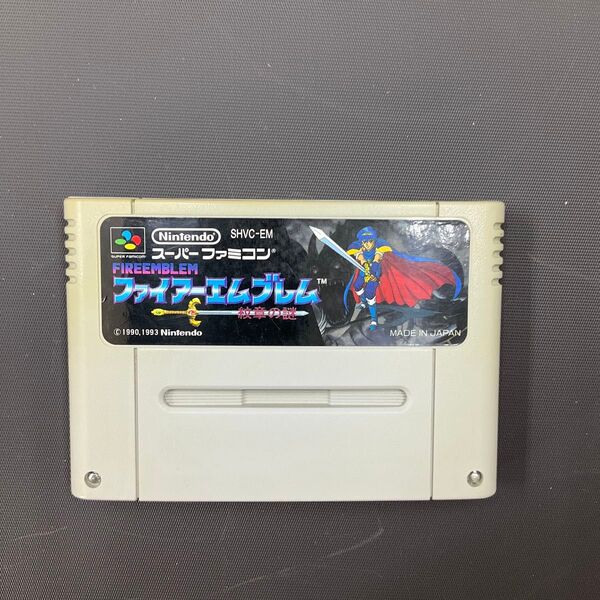 SUPER FAMICOM
Nintendo
SHVC-EM
スーパーファミコン®
FIREEMBLEM
ファイアーエムブレム™
紋章の謎
©1990,1993 Nintendo
MADE IN JAPAN